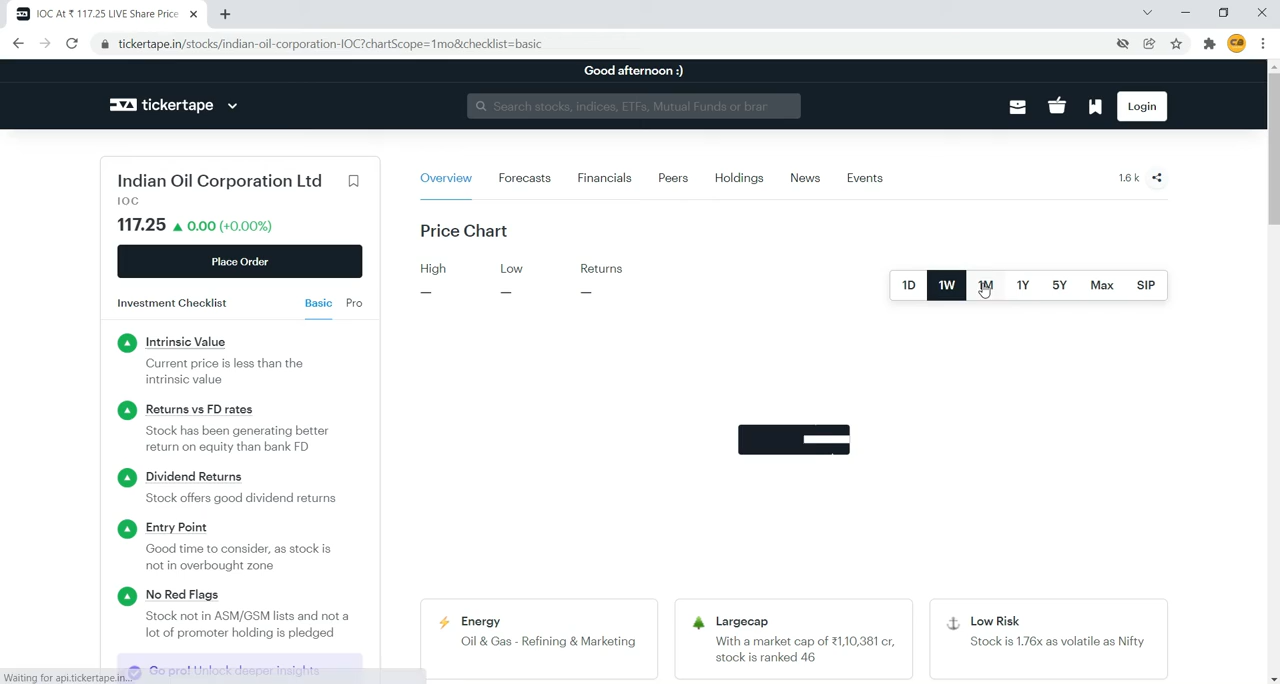 IOC At ₹ 117.25 LIVE Share Price
tickertape.in/stocks/indian-oil-corporation-IOC?chartScope=1mo&checklist=basic
Good afternoon :)
tickertape
Search stocks, indices, ETFs, Mutual Funds or brar
Login
Indian Oil Corporation Ltd
IOC
117.25 ▲ 0.00 (+0.00%)
Place Order
Investment Checklist Basic Pro
Intrinsic Value
Current price is less than the
intrinsic value
Returns vs FD rates
Stock has been generating better
return on equity than bank FD
Dividend Returns
Stock offers good dividend returns
Entry Point
Good time to consider, as stock is
not in overbought zone
No Red Flags
Stock not in ASM/GSM lists and not a
lot of promoter holding is pledged
Go pro! Unlock deeper insights
Waiting for api.tickertape.in...
Overview Forecasts Financials Peers Holdings News Events
1.6 k
Price Chart
High Low Returns
— — —
1D 1W 1M 1Y 5Y Max SIP
Energy
Oil & Gas - Refining & Marketing
Largecap
With a market cap of ₹1,10,381 cr,
stock is ranked 46
Low Risk
Stock is 1.76x as volatile as Nifty